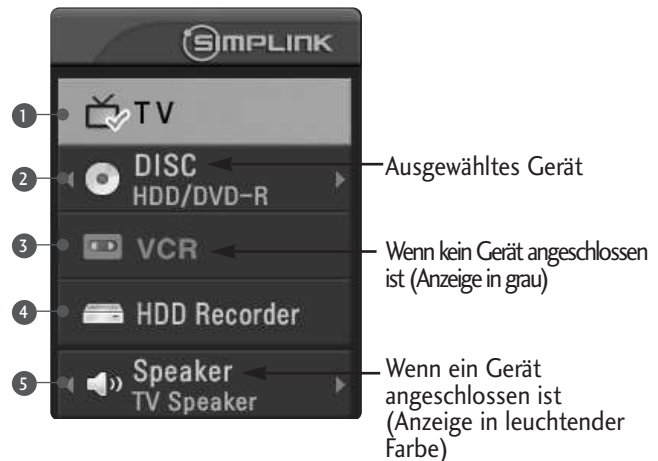 SIMPLINK
1 TV
2 DISC
HDD/DVD-R
Ausgewähltes Gerät
3 VCR
Wenn kein Gerät angeschlossen
ist (Anzeige in grau)
4 HDD Recorder
5 Speaker
TV Speaker
Wenn ein Gerät
angeschlossen ist
(Anzeige in leuchtender
Farbe)